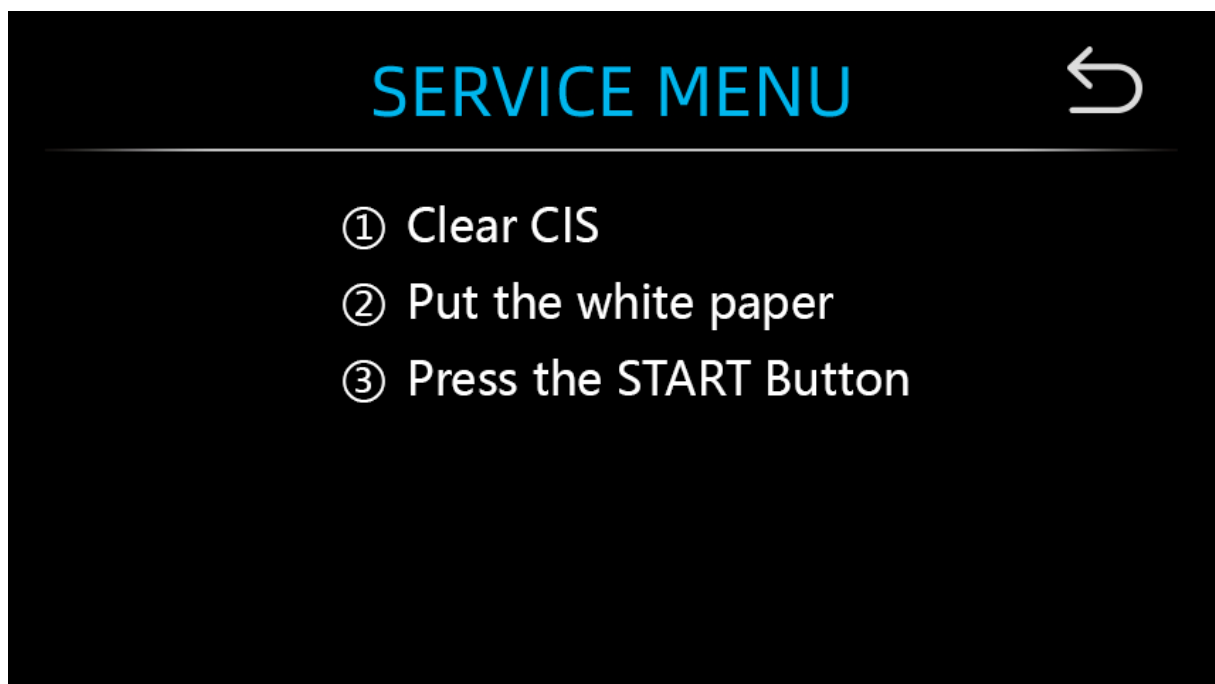 SERVICE MENU
① Clear CIS
② Put the white paper
③ Press the START Button